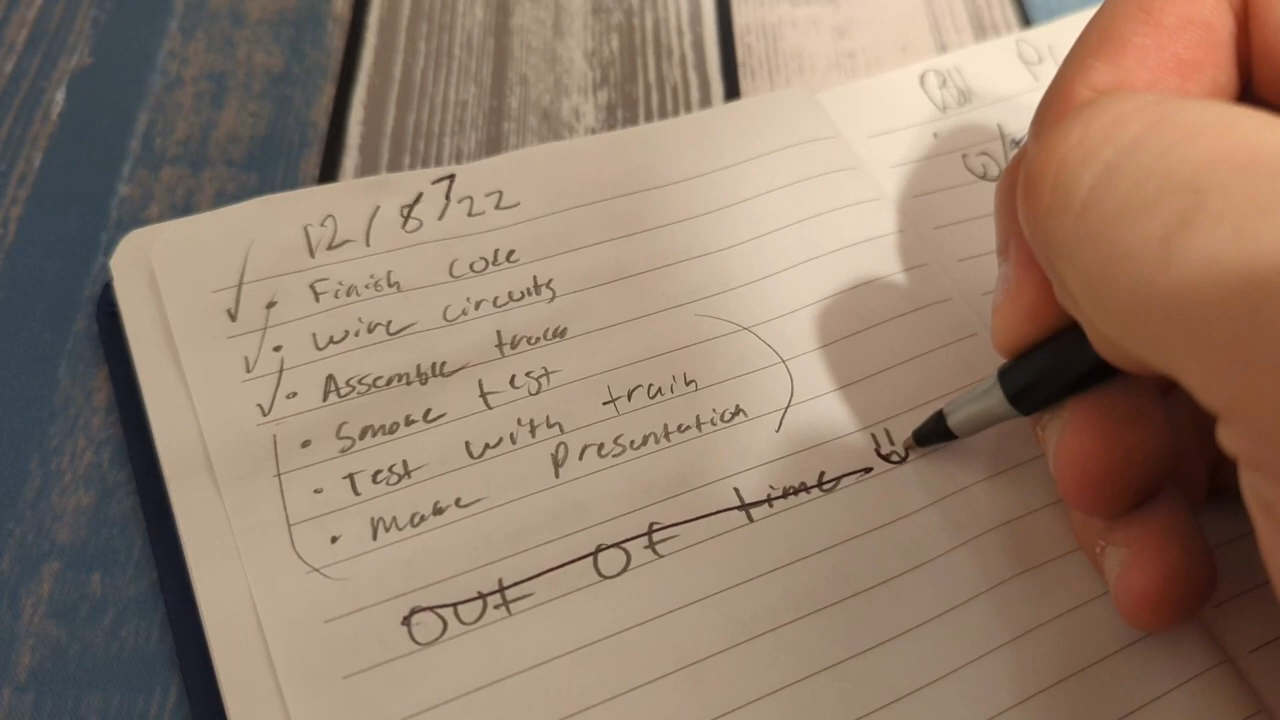 12/8/22
✓ • Finish code
✓ • wire circuits
✓ • Assemble track
• Smoke test
• Test with train
• Make presentation
out of time
w/